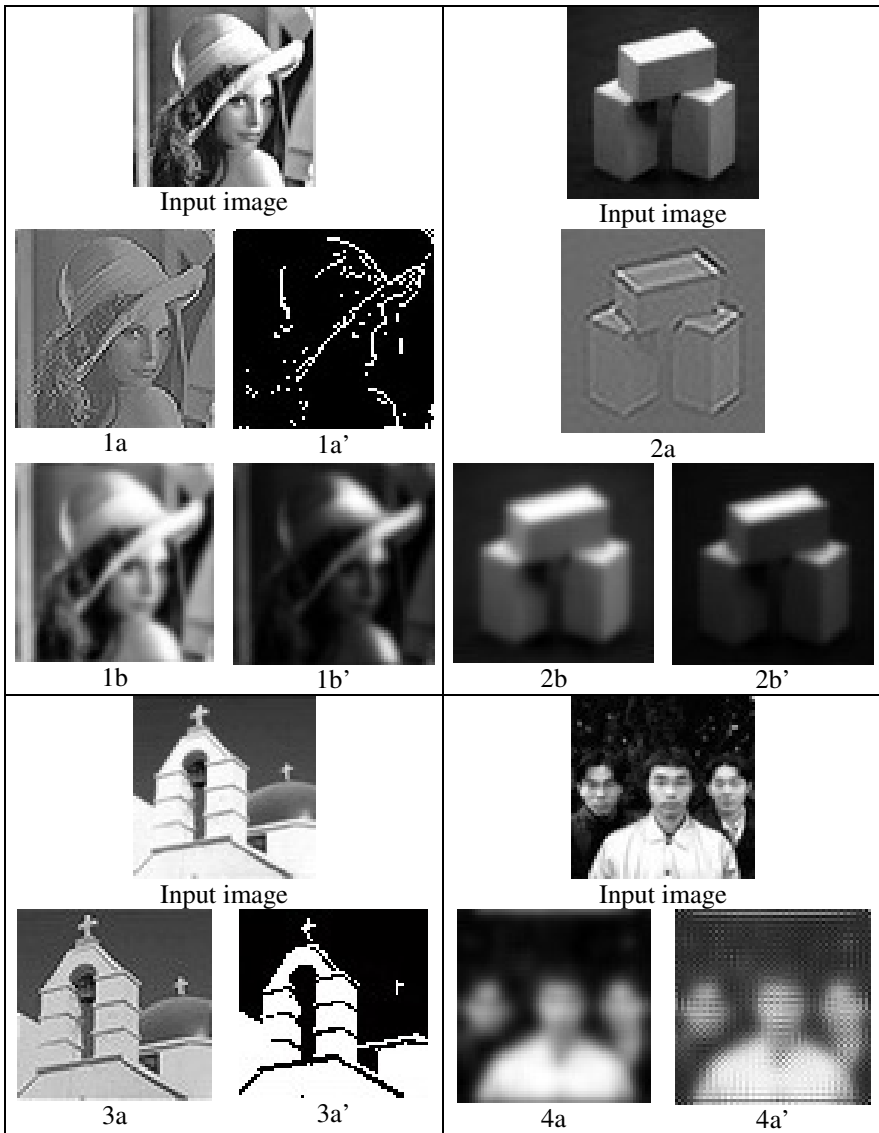 Input image
Input image
1a 1a’
2a
1b 1b’
2b 2b’
Input image
Input image
3a 3a’
4a 4a’